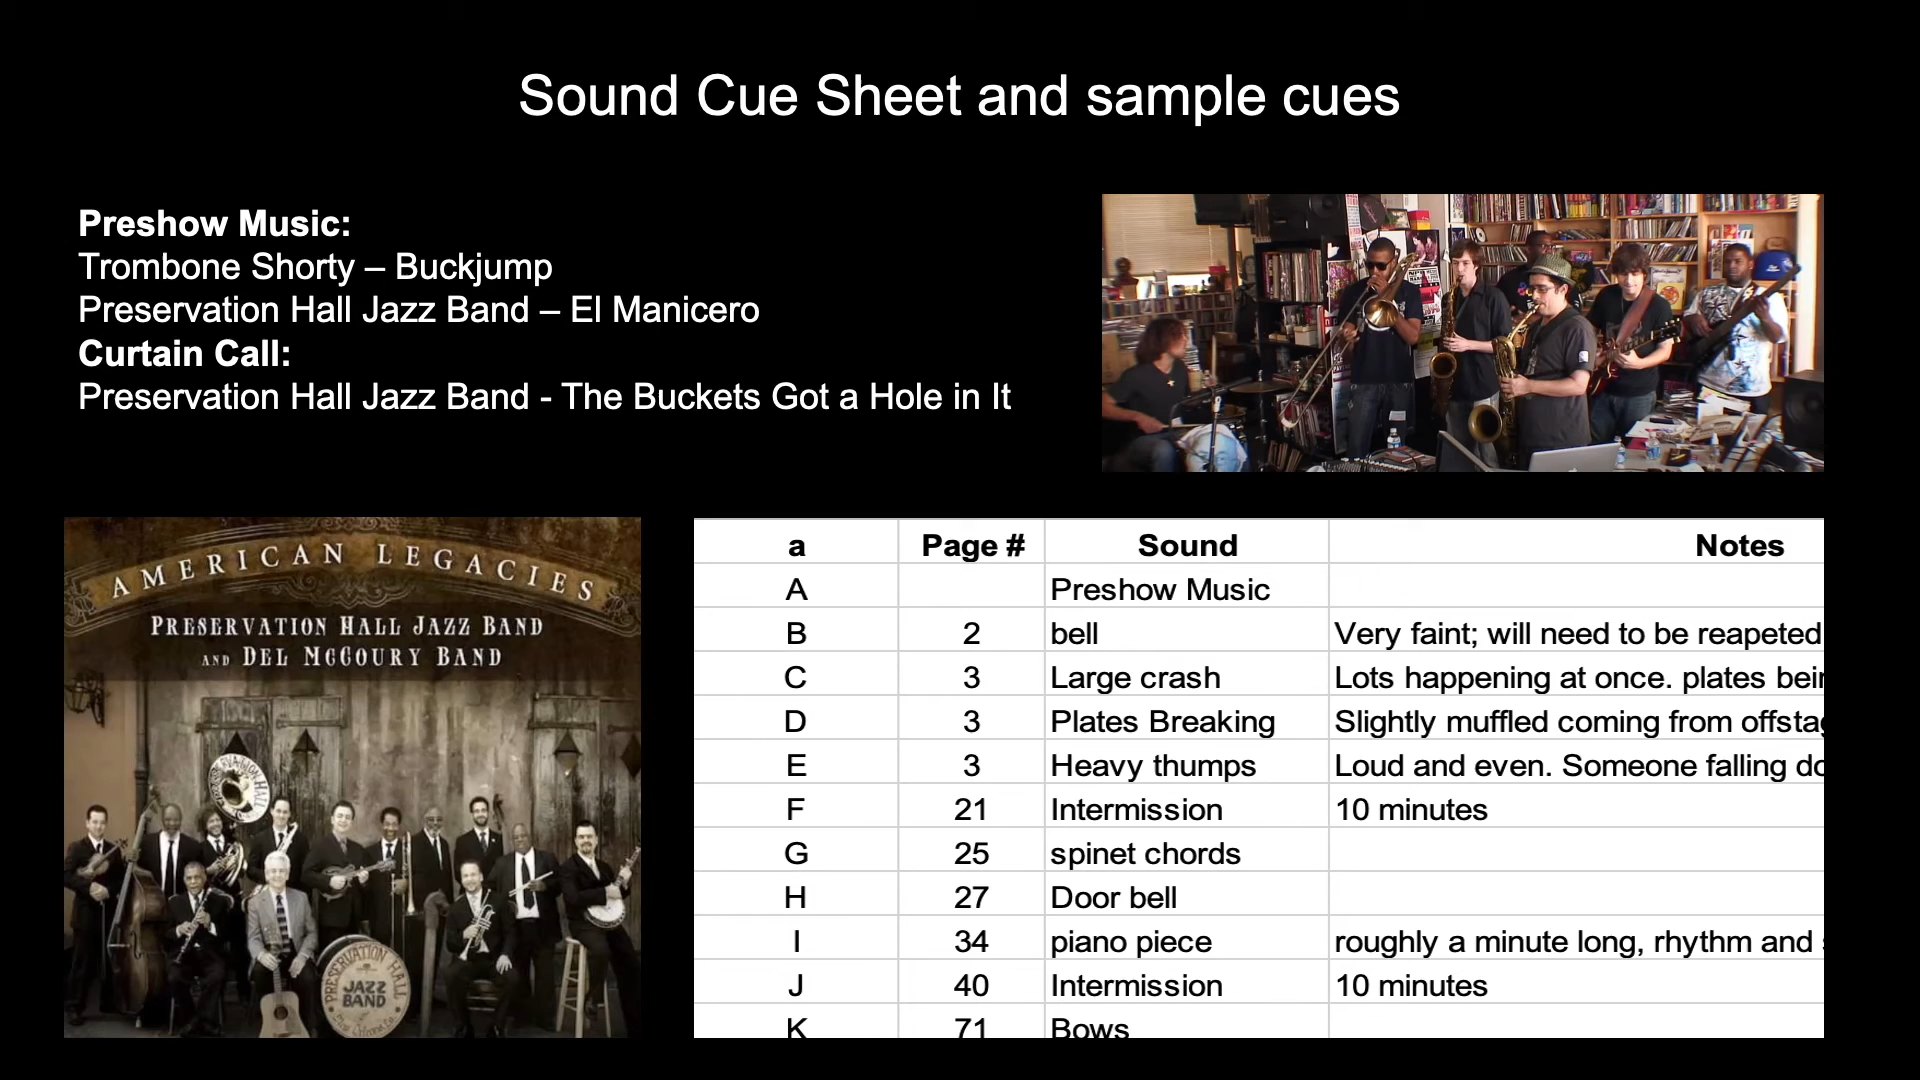 Sound Cue Sheet and sample cues
Preshow Music:
Trombone Shorty – Buckjump
Preservation Hall Jazz Band – El Manicero
Curtain Call:
Preservation Hall Jazz Band - The Buckets Got a Hole in It
AMERICAN LEGACIES
PRESERVATION HALL JAZZ BAND
AND DEL MCCOURY BAND
PRESERVATION HALL
JAZZ
BAND
a Page # Sound Notes
A Preshow Music
B 2 bell Very faint; will need to be reapeted
C 3 Large crash Lots happening at once. plates
D 3 Plates Breaking Slightly muffled coming from
E 3 Heavy thumps Loud and even. Someone falling
F 21 Intermission 10 minutes
G 25 spinet chords
H 27 Door bell
I 34 piano piece roughly a minute long, rhythm and
J 40 Intermission 10 minutes
K 71 Bows